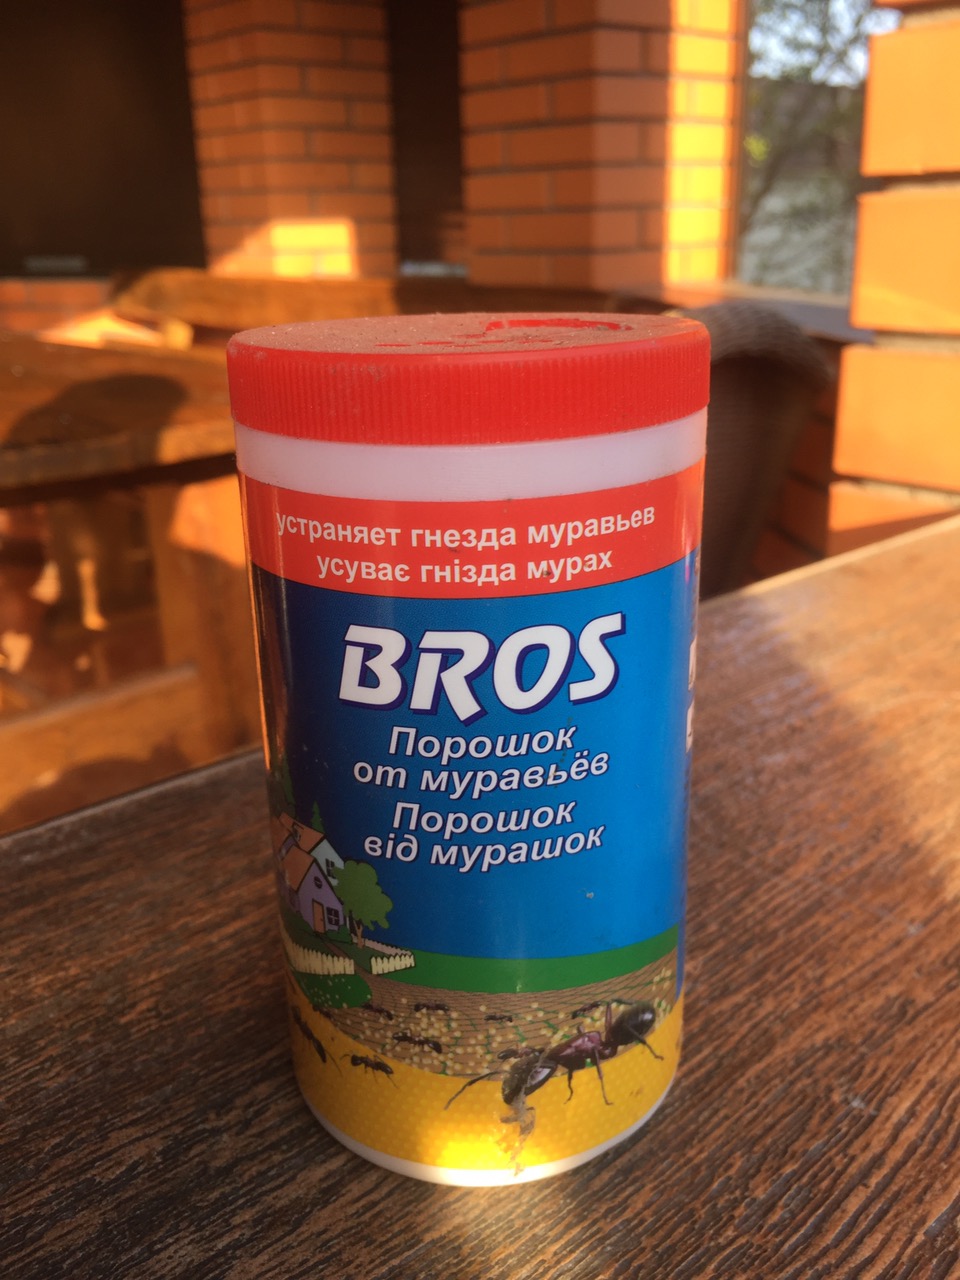 устраняет гнезда муравьев
усуває гнізда мурах
BROS
Порошок
от муравьёв
Порошок
від мурашок